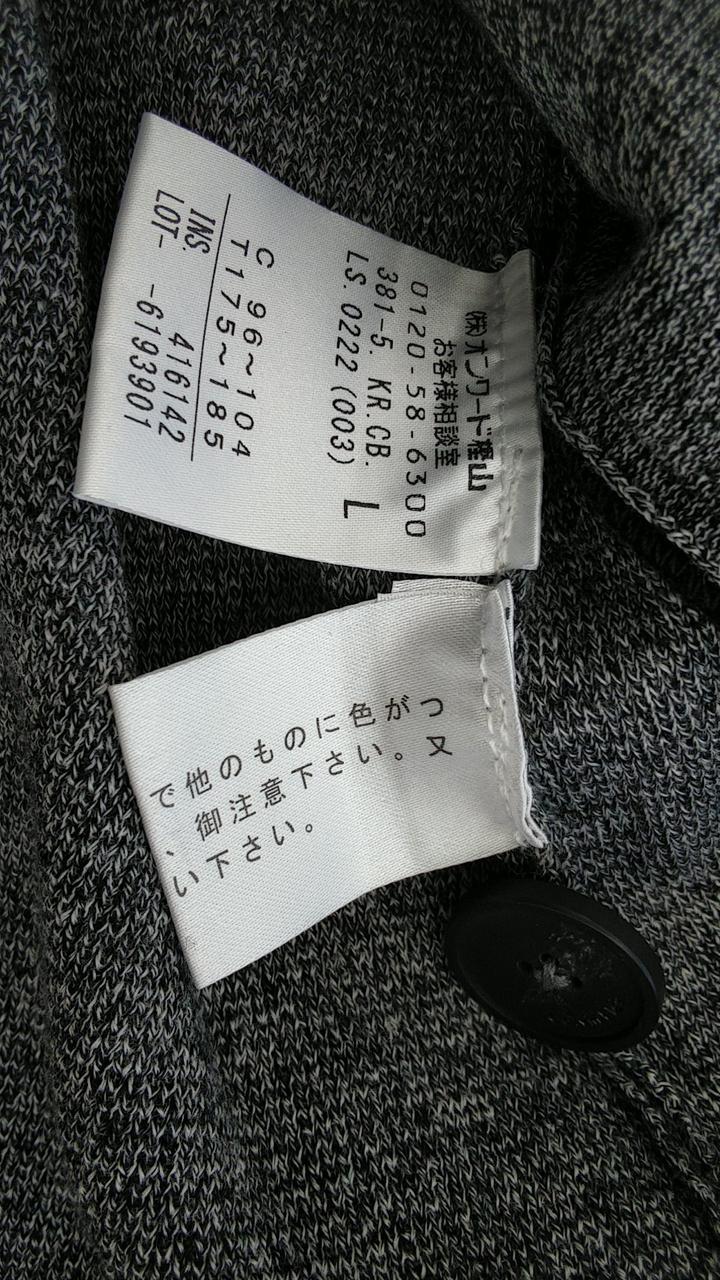 ㈱オンワード樫山
お客様相談室
0120-58-6300
381-5. KR.CB.
LS. 0222 (003)
L
C 96~104
T175~185
INS. 416142
LOT- -6193901
で他のものに色がつ
、御注意下さい。又
い下さい。